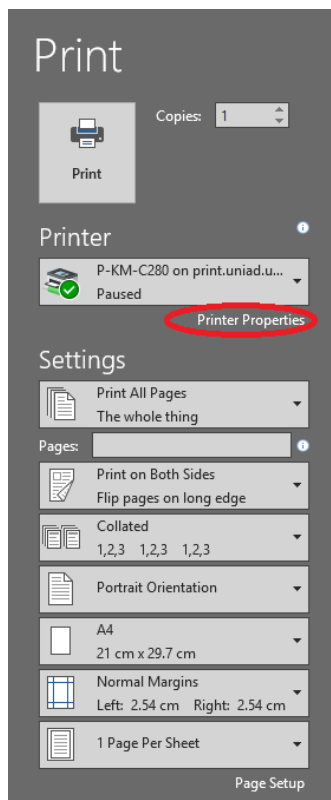 Print
Copies: 1
Print
Printer
P-KM-C280 on print.uniad.u...
Paused
Printer Properties
Settings
Print All Pages
The whole thing
Pages:
Print on Both Sides
Flip pages on long edge
Collated
1,2,3 1,2,3 1,2,3
Portrait Orientation
A4
21 cm x 29.7 cm
Normal Margins
Left: 2.54 cm Right: 2.54 cm
1 Page Per Sheet
Page Setup